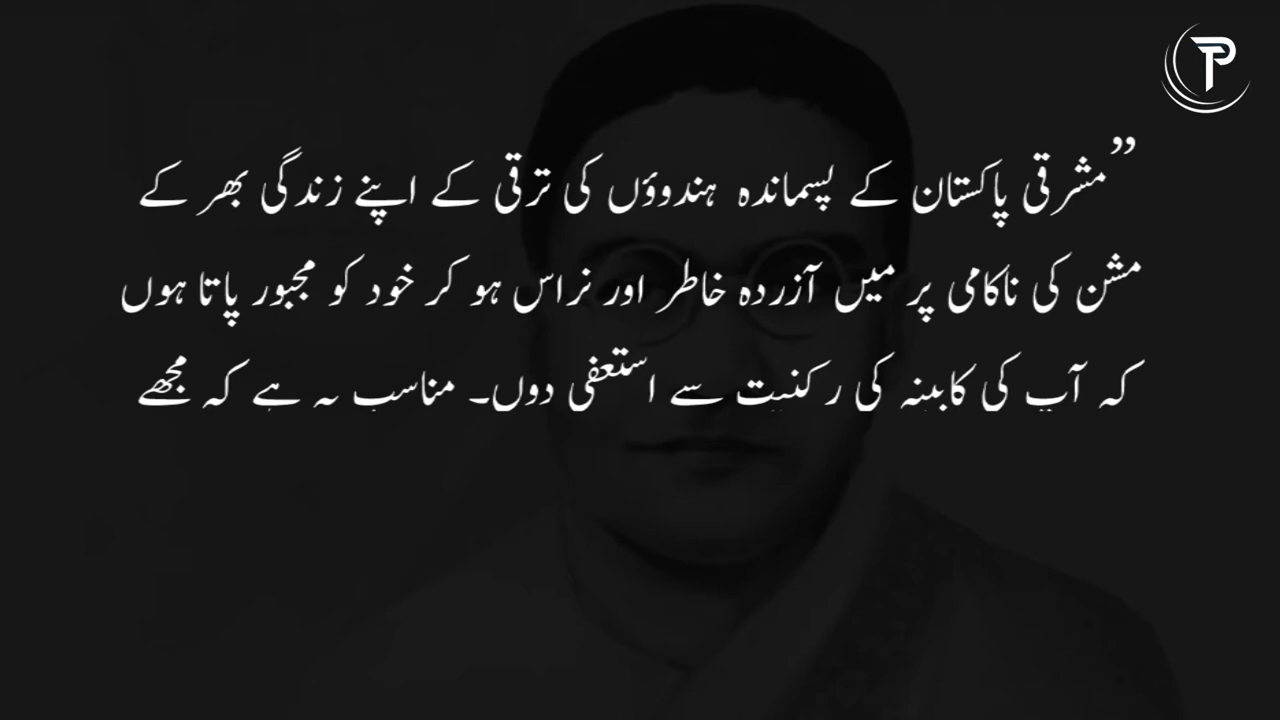 ”مشرقی پاکستان کے پسماندہ ہندوؤں کی ترقی کے اپنے زندگی بھر کے
مشن کی ناکامی پر میں آزردہ خاطر اور نراس ہو کر خود کو مجبور پاتا ہوں
کہ آپ کی کابینہ کی رکنیت سے استعفی دوں۔ مناسب یہ ہے کہ مجھے